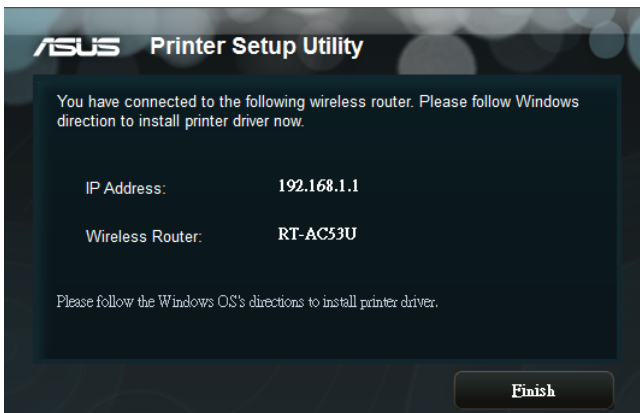 ASUS Printer Setup Utility
You have connected to the following wireless router. Please follow Windows
direction to install printer driver now.
IP Address: 192.168.1.1
Wireless Router: RT-AC53U
Please follow the Windows OS's directions to install printer driver.
Finish